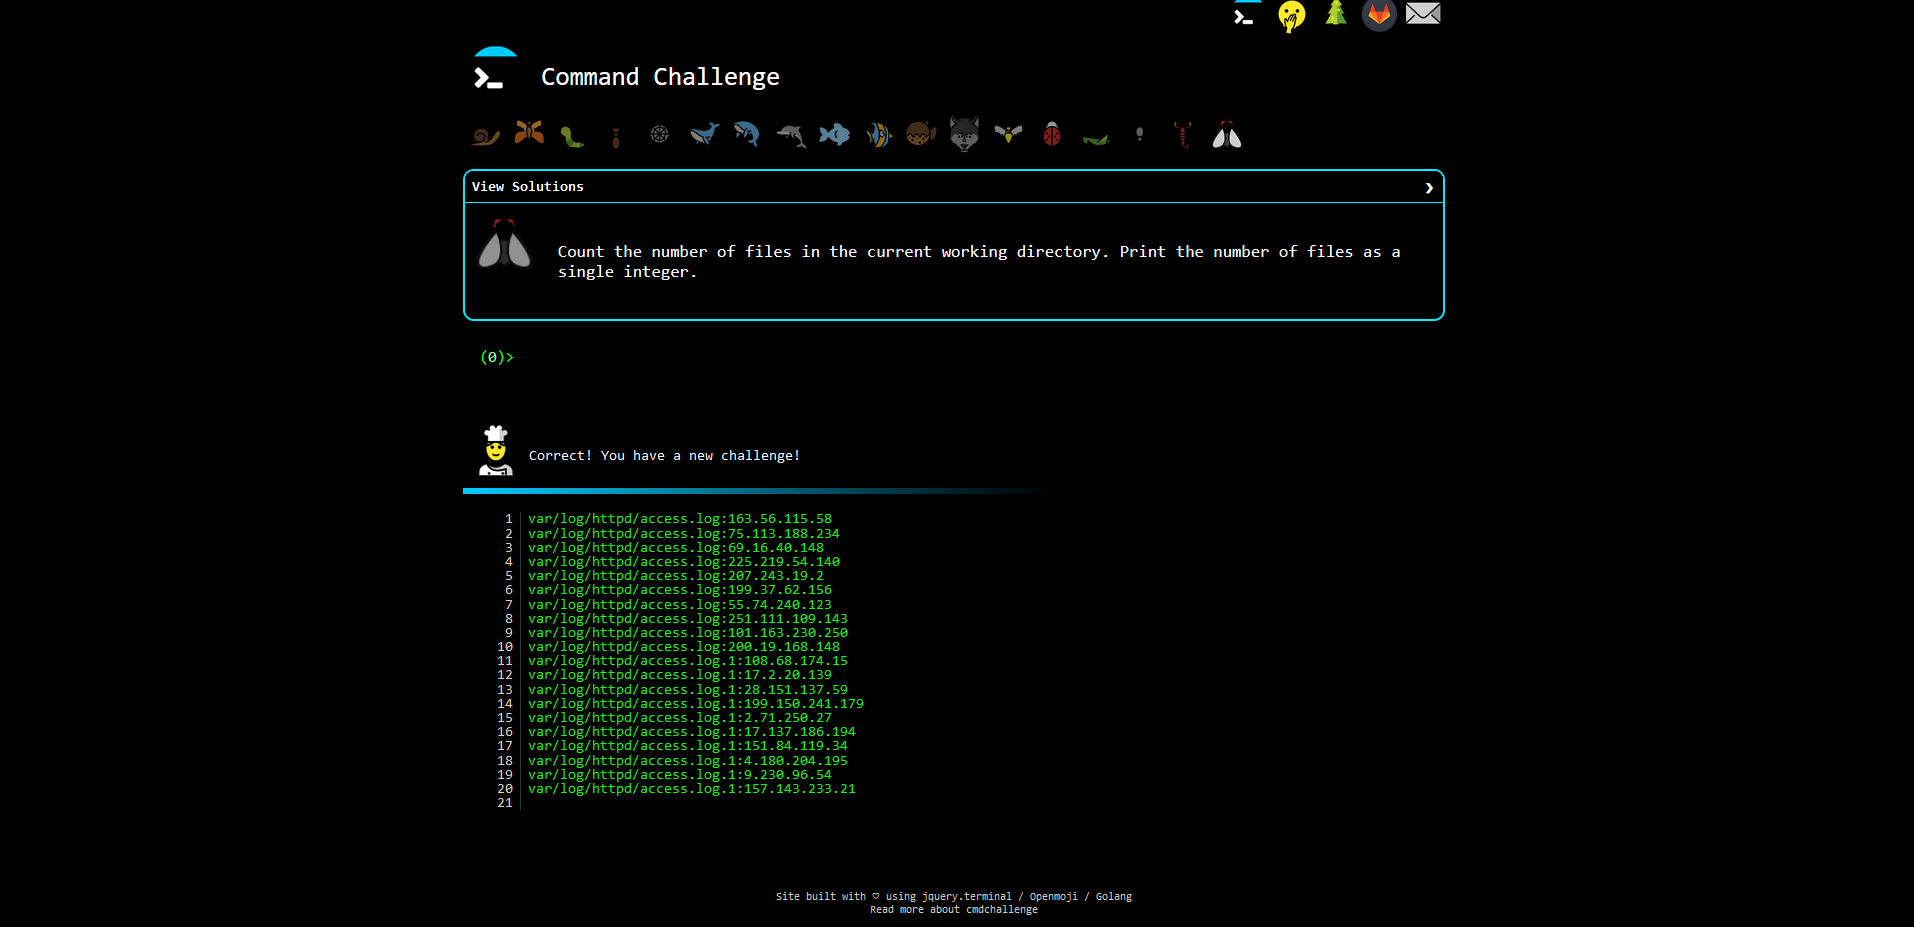 Command Challenge
View Solutions
Count the number of files in the current working directory. Print the number of files as a
single integer.
(0)>
Correct! You have a new challenge!
1 var/log/httpd/access.log:163.56.115.58
2 var/log/httpd/access.log:75.113.188.234
3 var/log/httpd/access.log:69.16.40.148
4 var/log/httpd/access.log:225.219.54.140
5 var/log/httpd/access.log:207.243.19.2
6 var/log/httpd/access.log:199.37.62.156
7 var/log/httpd/access.log:55.74.240.123
8 var/log/httpd/access.log:251.111.109.143
9 var/log/httpd/access.log:101.163.230.250
10 var/log/httpd/access.log:200.19.168.148
11 var/log/httpd/access.log.1:108.68.174.15
12 var/log/httpd/access.log.1:17.2.20.139
13 var/log/httpd/access.log.1:28.151.137.59
14 var/log/httpd/access.log.1:199.150.241.179
15 var/log/httpd/access.log.1:2.71.250.27
16 var/log/httpd/access.log.1:17.137.186.194
17 var/log/httpd/access.log.1:151.84.119.34
18 var/log/httpd/access.log.1:4.180.204.195
19 var/log/httpd/access.log.1:9.230.96.54
20 var/log/httpd/access.log.1:157.143.233.21
21
Site built with ♡ using jquery.terminal / Openmoji / Golang
Read more about cmdchallenge